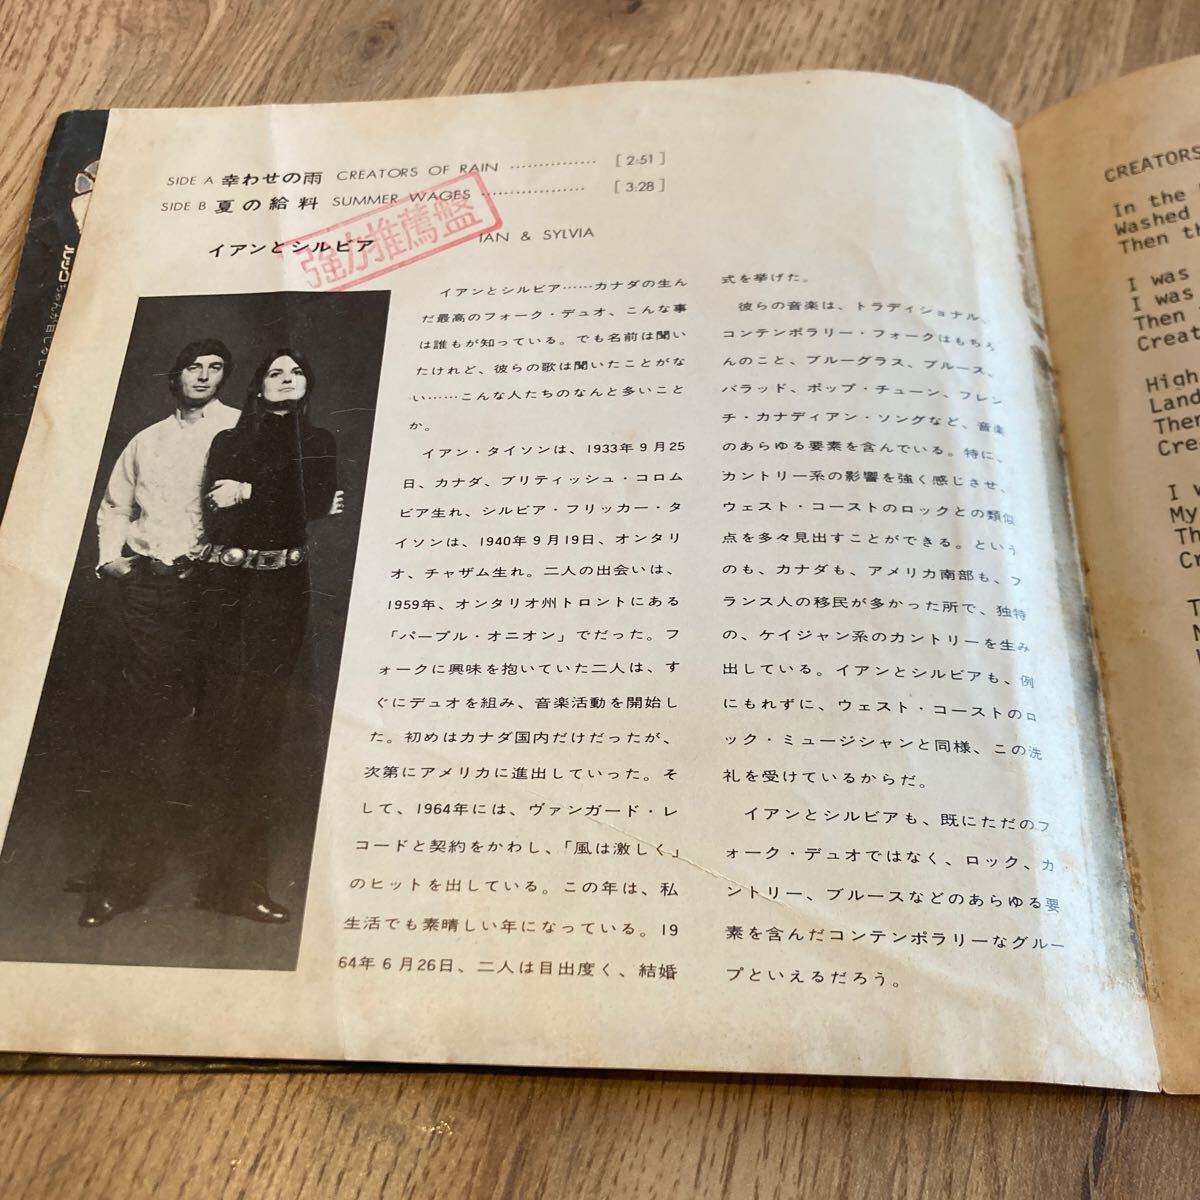 SIDE A 幸わせの雨 CREATORS OF RAIN ‥‥‥‥‥‥‥ [2:51]
SIDE B 夏の給料 SUMMER WAGES ‥‥‥‥‥‥‥‥‥ [3:28]
強力推薦盤
イアンとシルビア IAN & SYLVIA
イアンとシルビア……カナダの生ん
だ最高のフォーク・デュオ、こんな事
は誰もが知っている。でも名前は聞い
たけれど、彼らの歌は聞いたことがな
い……こんな人たちのなんと多いこと
か。
イアン・タイソンは、1933年9月25
日、カナダ、ブリティッシュ・コロム
ビア生れ、シルビア・フリッカー・タ
イソンは、1940年9月19日、オンタリ
オ、チャザム生れ。二人の出会いは、
1959年、オンタリオ州トロントにある
「パープル・オニオン」でだった。フ
ォークに興味を抱いていた二人は、す
ぐにデュオを組み、音楽活動を開始し
た。初めはカナダ国内だけだったが、
次第にアメリカに進出していった。そ
して、1964年には、ヴァンガード・レ
コードと契約をかわし、「風は激しく」
のヒットを出している。この年は、私
生活でも素晴しい年になっている。19
64年6月26日、二人は目出度く、結婚
式を挙げた。
彼らの音楽は、トラディショナル、
コンテンポラリー・フォークはもちろ
んのこと、ブルーグラス、ブルース、
バラッド、ポップ・チューン、フレン
チ・カナディアン・ソングなど、音楽
のあらゆる要素を含んでいる。特に、
カントリー系の影響を強く感じさせ、
ウェスト・コーストのロックとの類似
点を多々見出すことができる。という
のも、カナダも、アメリカ南部も、フ
ランス人の移民が多かった所で、独特
の、ケイジャン系のカントリーを生み
出している。イアンとシルビアも、例
にもれずに、ウェスト・コーストのロ
ック・ミュージシャンと同様、この洗
礼を受けているからだ。
イアンとシルビアも、既にただのフ
ォーク・デュオではなく、ロック、カ
ントリー、ブルースなどのあらゆる要
素を含んだコンテンポラリーなグルー
プといえるだろう。
CREATORS
In the
Washed
Then th
I was
I was
Then
Creat
High
Land
Then
Cre
I w
My
Th
Cr